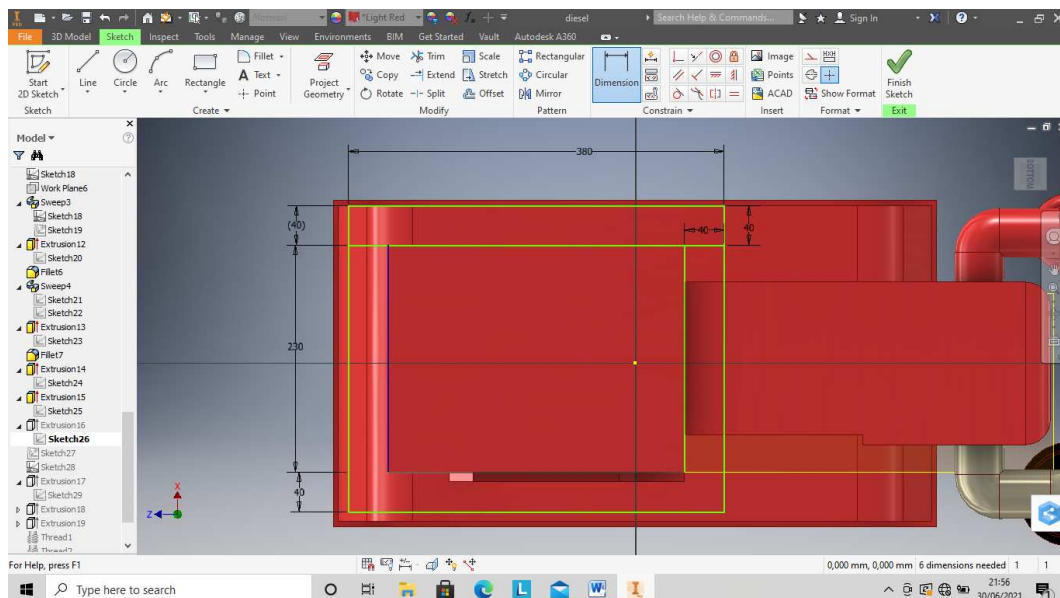 I PRO Material *Light Red diesel Search Help & Commands... Sign In
File 3D Model Sketch Inspect Tools Manage View Environments BIM Get Started Vault Autodesk A360
Start 2D Sketch Line Circle Arc Rectangle Fillet Text Point Project Geometry Move Copy Rotate Trim Extend Split Scale Stretch Offset Rectangular Circular Mirror Dimension Image Points ACAD Show Format Finish Sketch
Sketch Create Modify Pattern Constrain Insert Format Exit
Model
Sketch18
Work Plane6
Sweep3
Sketch18
Sketch19
Extrusion12
Sketch20
Fillet6
Sweep4
Sketch21
Sketch22
Extrusion13
Sketch23
Fillet7
Extrusion14
Sketch24
Extrusion15
Sketch25
Extrusion16
Sketch26
Sketch27
Sketch28
Extrusion17
Sketch29
Extrusion18
Extrusion19
Thread1
Thread2
380
BOTTOM
(40)
40
40
230
40
X
Z
For Help, press F1 0,000 mm, 0,000 mm 6 dimensions needed 1 1
Type here to search 21:56
30/06/2021